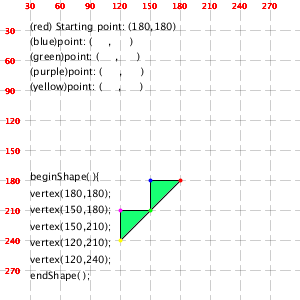 30 60 90 120 150 180 210 240 270
30
(red) Starting point: (180,180)
(blue)point: ( , )
(green)point: ( , )
60
(purple)point: ( , )
(yellow)point: ( , )
90
120
150
beginShape(){
180
vertex(180,180);
vertex(150,180);
210
vertex(150,210);
vertex(120,210);
240
vertex(120,240);
endShape();
270